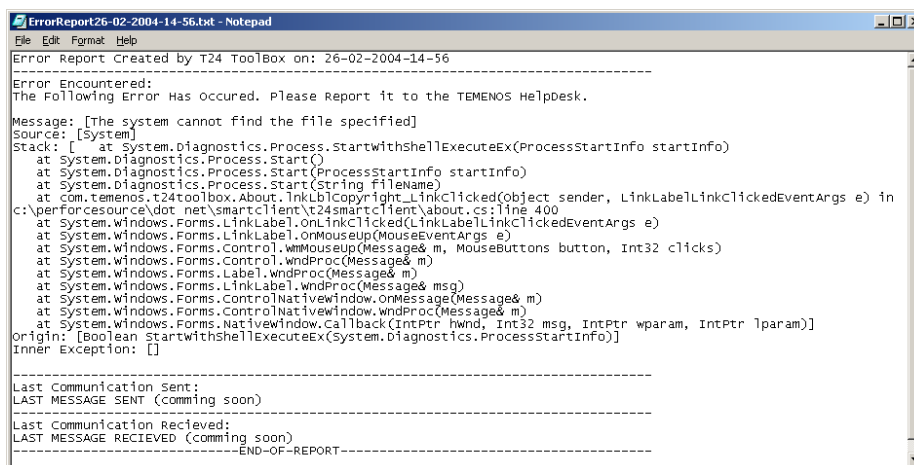 ErrorReport26-02-2004-14-56.txt - Notepad
File Edit Format Help
Error Report Created by T24 ToolBox on: 26-02-2004-14-56
--------------------------------------------------------------------------------
Error Encountered:
The Following Error Has Occured. Please Report it to the TEMENOS HelpDesk.
Message: [The system cannot find the file specified]
Source: [System]
Stack: [   at System.Diagnostics.Process.StartWithShellExecuteEx(ProcessStartInfo startInfo)
   at System.Diagnostics.Process.Start()
   at System.Diagnostics.Process.Start(ProcessStartInfo startInfo)
   at System.Diagnostics.Process.Start(String fileName)
   at com.temenos.t24toolbox.About.lnkLblCopyright_LinkClicked(Object sender, LinkLabelLinkClickedEventArgs e) in
c:\perforcesource\dot net\smartclient\t24smartclient\about.cs:line 400
   at System.Windows.Forms.LinkLabel.OnLinkClicked(LinkLabelLinkClickedEventArgs e)
   at System.Windows.Forms.LinkLabel.OnMouseUp(MouseEventArgs e)
   at System.Windows.Forms.Control.WmMouseUp(Message& m, MouseButtons button, Int32 clicks)
   at System.Windows.Forms.Control.WndProc(Message& m)
   at System.Windows.Forms.Label.WndProc(Message& m)
   at System.Windows.Forms.LinkLabel.WndProc(Message& msg)
   at System.Windows.Forms.ControlNativeWindow.OnMessage(Message& m)
   at System.Windows.Forms.ControlNativeWindow.WndProc(Message& m)
   at System.Windows.Forms.NativeWindow.Callback(IntPtr hWnd, Int32 msg, IntPtr wparam, IntPtr lparam)]
Origin: [Boolean StartWithShellExecuteEx(System.Diagnostics.ProcessStartInfo)]
Inner Exception: []
--------------------------------------------------------------------------------
Last Communication Sent:
LAST MESSAGE SENT (comming soon)
--------------------------------------------------------------------------------
Last Communication Recieved:
LAST MESSAGE RECIEVED (comming soon)
----------------------------END-OF-REPORT---------------------------------------